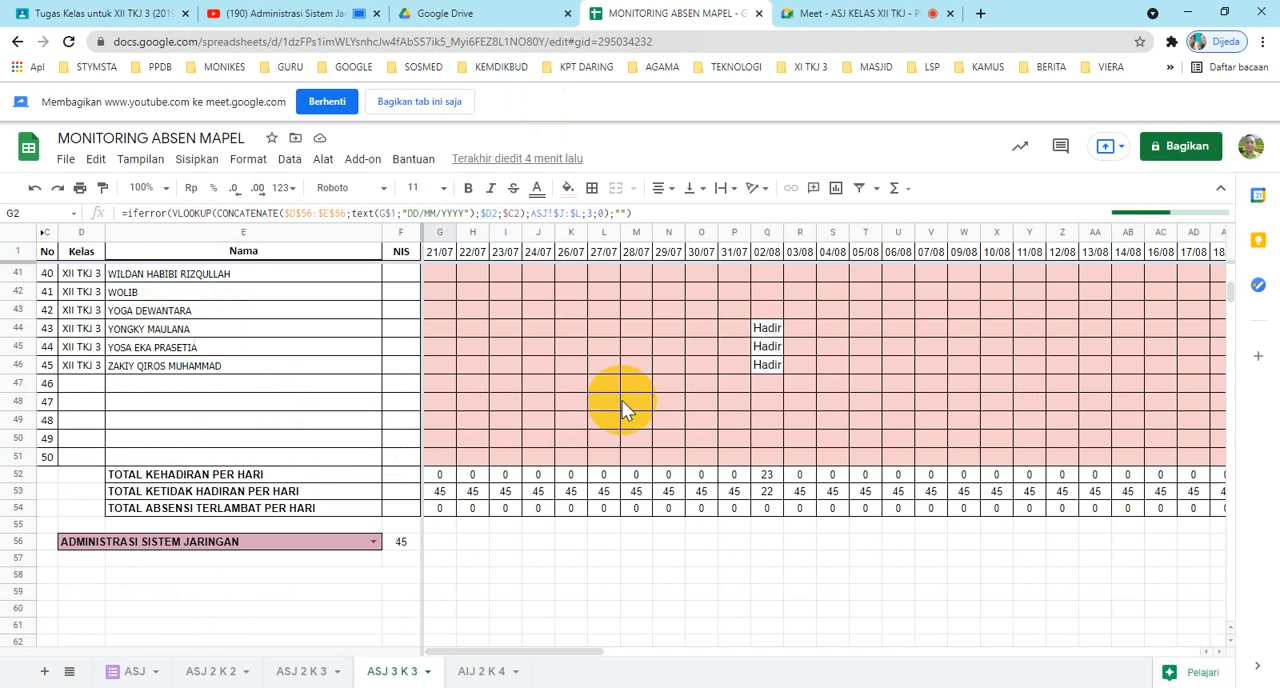 Tugas Kelas untuk XII TKJ 3 (2019
(190) Administrasi Sistem Jar
Google Drive
MONITORING ABSEN MAPEL - G
Meet - ASJ KELAS XII TKJ - P
docs.google.com/spreadsheets/d/1dzFPs1imWLYsnhcJw4fAbS57ik5_Myi6FEZ8L1NO80Y/edit#gid=295034232
Dijeda
Apl STYMSTA PPDB MONIKES GURU GOOGLE SOSMED KEMDIKBUD KPT DARING AGAMA TEKNOLOGI XI TKJ 3 MASJID LSP KAMUS BERITA VIERA » Daftar bacaan
Membagikan www.youtube.com ke meet.google.com Berhenti Bagikan tab ini saja
MONITORING ABSEN MAPEL
File Edit Tampilan Sisipkan Format Data Alat Add-on Bantuan Terakhir diedit 4 menit lalu
Bagikan
100% Rp % .0 .00 123 Roboto 11 B I S A
G2 fx =iferror(VLOOKUP(CONCATENATE($D$56:$E$56;text(G$1;"DD/MM/YYYY");$D2;$C2);ASJ!$J:$L;3;0);"")
C D E F G H I J K L M N O P Q R S T U V W X Y Z AA AB AC AD A
1 No Kelas Nama NIS 21/07 22/07 23/07 24/07 26/07 27/07 28/07 29/07 30/07 31/07 02/08 03/08 04/08 05/08 06/08 07/08 09/08 10/08 11/08 12/08 13/08 14/08 16/08 17/08 18
41 40 XII TKJ 3 WILDAN HABIBI RIZQULLAH
42 41 XII TKJ 3 WOLIB
43 42 XII TKJ 3 YOGA DEWANTARA
44 43 XII TKJ 3 YONGKY MAULANA Hadir
45 44 XII TKJ 3 YOSA EKA PRASETIA Hadir
46 45 XII TKJ 3 ZAKIY QIROS MUHAMMAD Hadir
47 46
48 47
49 48
50 49
51 50
52 TOTAL KEHADIRAN PER HARI 0 0 0 0 0 0 0 0 0 0 23 0 0 0 0 0 0 0 0 0 0 0 0 0
53 TOTAL KETIDAK HADIRAN PER HARI 45 45 45 45 45 45 45 45 45 45 22 45 45 45 45 45 45 45 45 45 45 45 45 45 4
54 TOTAL ABSENSI TERLAMBAT PER HARI 0 0 0 0 0 0 0 0 0 0 0 0 0 0 0 0 0 0 0 0 0 0 0 0
55
56 ADMINISTRASI SISTEM JARINGAN 45
57
58
59
60
61
62
ASJ ASJ 2 K 2 ASJ 2 K 3 ASJ 3 K 3 AIJ 2 K 4 Pelajari